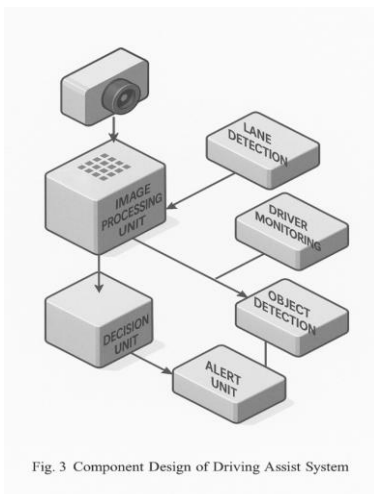 LANE
DETECTION
IMAGE
PROCESSING
UNIT
DRIVER
MONITORING
OBJECT
DETECTION
DECISION
UNIT
ALERT
UNIT
Fig. 3 Component Design of Driving Assist System